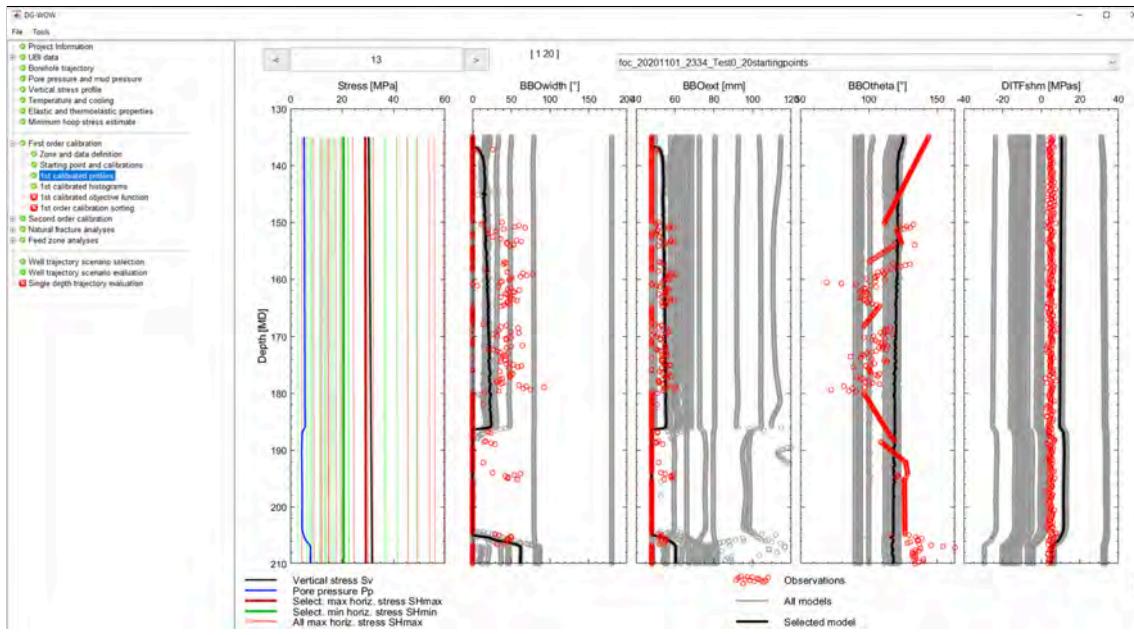 DG-WOW
File Tools
Project Information
UBI data
Borehole trajectory
Pore pressure and mud pressure
Vertical stress profile
Temperature and cooling
Elastic and thermoelastic properties
Minimum hoop stress estimate
First order calibration
Zone and data definition
Starting point and calibrations
1st calibrated profiles
1st calibrated histograms
1st calibrated objective function
1st order calibration sorting
Second order calibration
Natural fracture analyses
Feed zone analyses
Well trajectory scenario selection
Well trajectory scenario evaluation
Single depth trajectory evaluation
< 13 > [ 1 20 ] foc_20201101_2334_Test0_20startingpoints
Stress [MPa] BBOwidth [°] BBOext [mm] BBOtheta [°] DITFshm [MPas]
0 20 40 60 0 50 100 150 200 40 60 80 100 120 100 150 -40 -20 0 20 40
130
140
150
160
170
180
190
200
210
Depth [MD]
Vertical stress Sv
Pore pressure Pp
Select. max horiz. stress SHmax
Select. min horiz. stress SHmin
All max horiz. stress SHmax
Observations
All models
Selected model